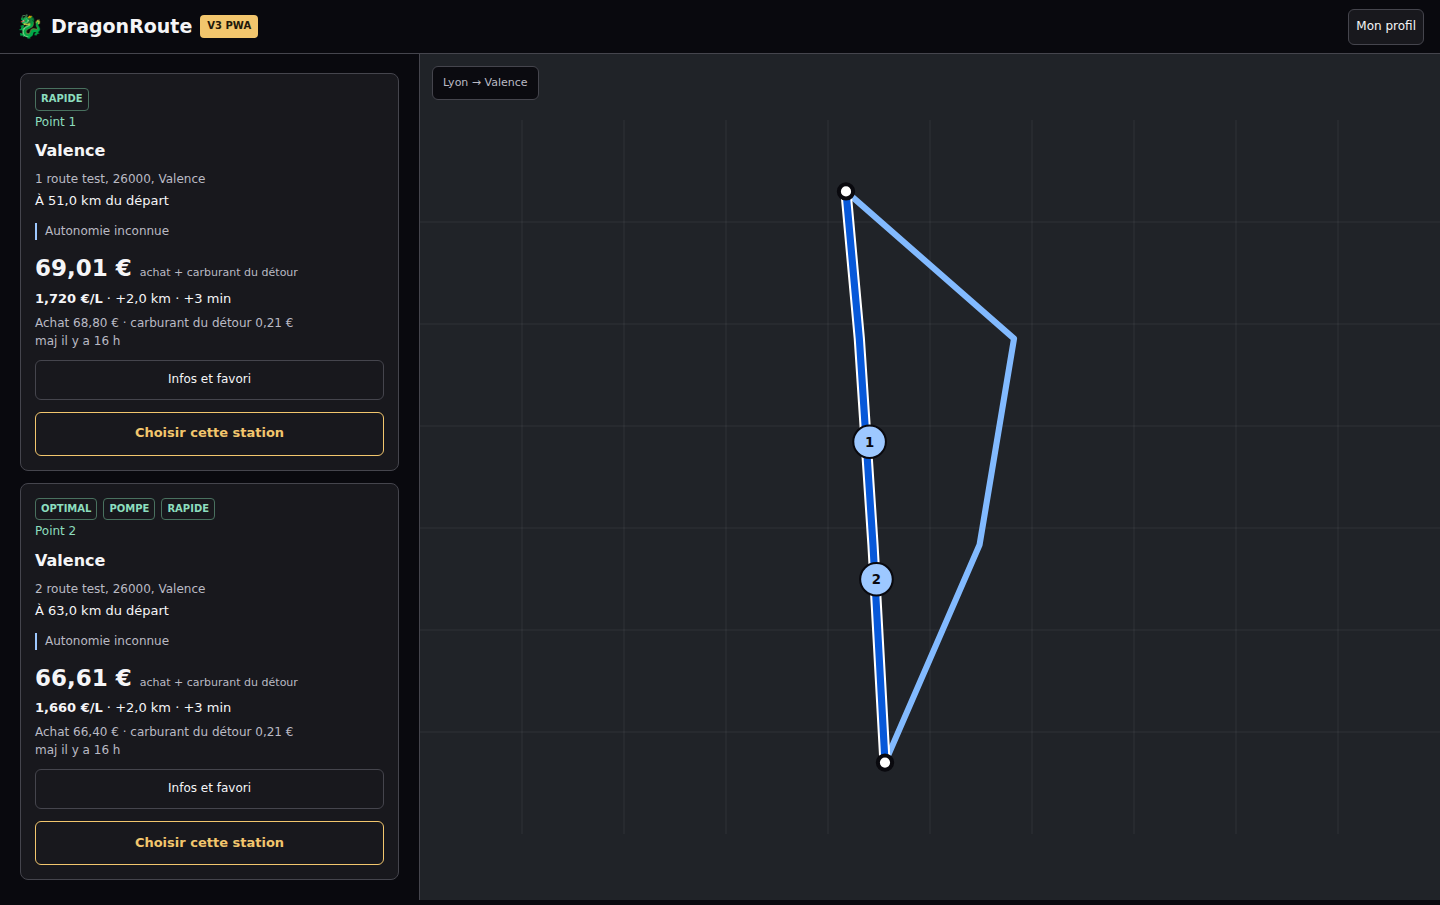 🐉 DragonRoute V3 PWA
Mon profil
RAPIDE
Point 1
Valence
1 route test, 26000, Valence
À 51,0 km du départ
Autonomie inconnue
69,01 € achat + carburant du détour
1,720 €/L · +2,0 km · +3 min
Achat 68,80 € · carburant du détour 0,21 €
maj il y a 16 h
Infos et favori
Choisir cette station
OPTIMAL POMPE RAPIDE
Point 2
Valence
2 route test, 26000, Valence
À 63,0 km du départ
Autonomie inconnue
66,61 € achat + carburant du détour
1,660 €/L · +2,0 km · +3 min
Achat 66,40 € · carburant du détour 0,21 €
maj il y a 16 h
Infos et favori
Choisir cette station
Lyon → Valence
1
2